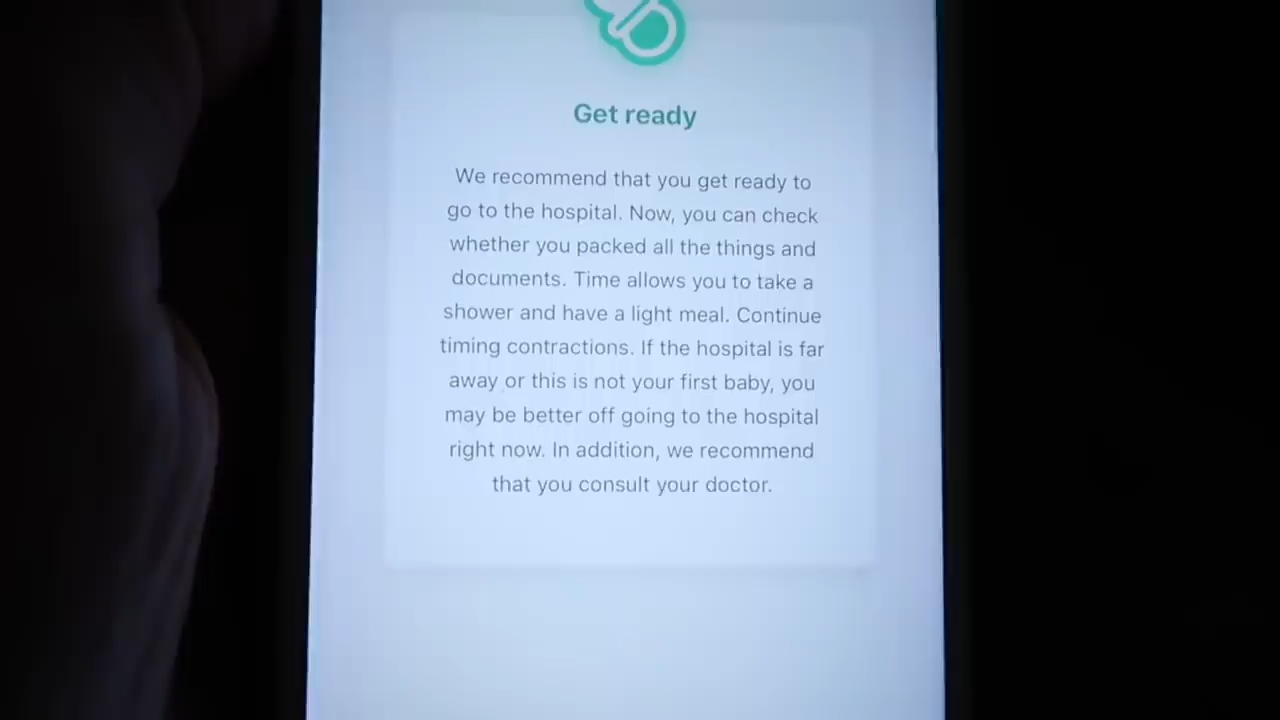 Get ready
We recommend that you get ready to
go to the hospital. Now, you can check
whether you packed all the things and
documents. Time allows you to take a
shower and have a light meal. Continue
timing contractions. If the hospital is far
away or this is not your first baby, you
may be better off going to the hospital
right now. In addition, we recommend
that you consult your doctor.